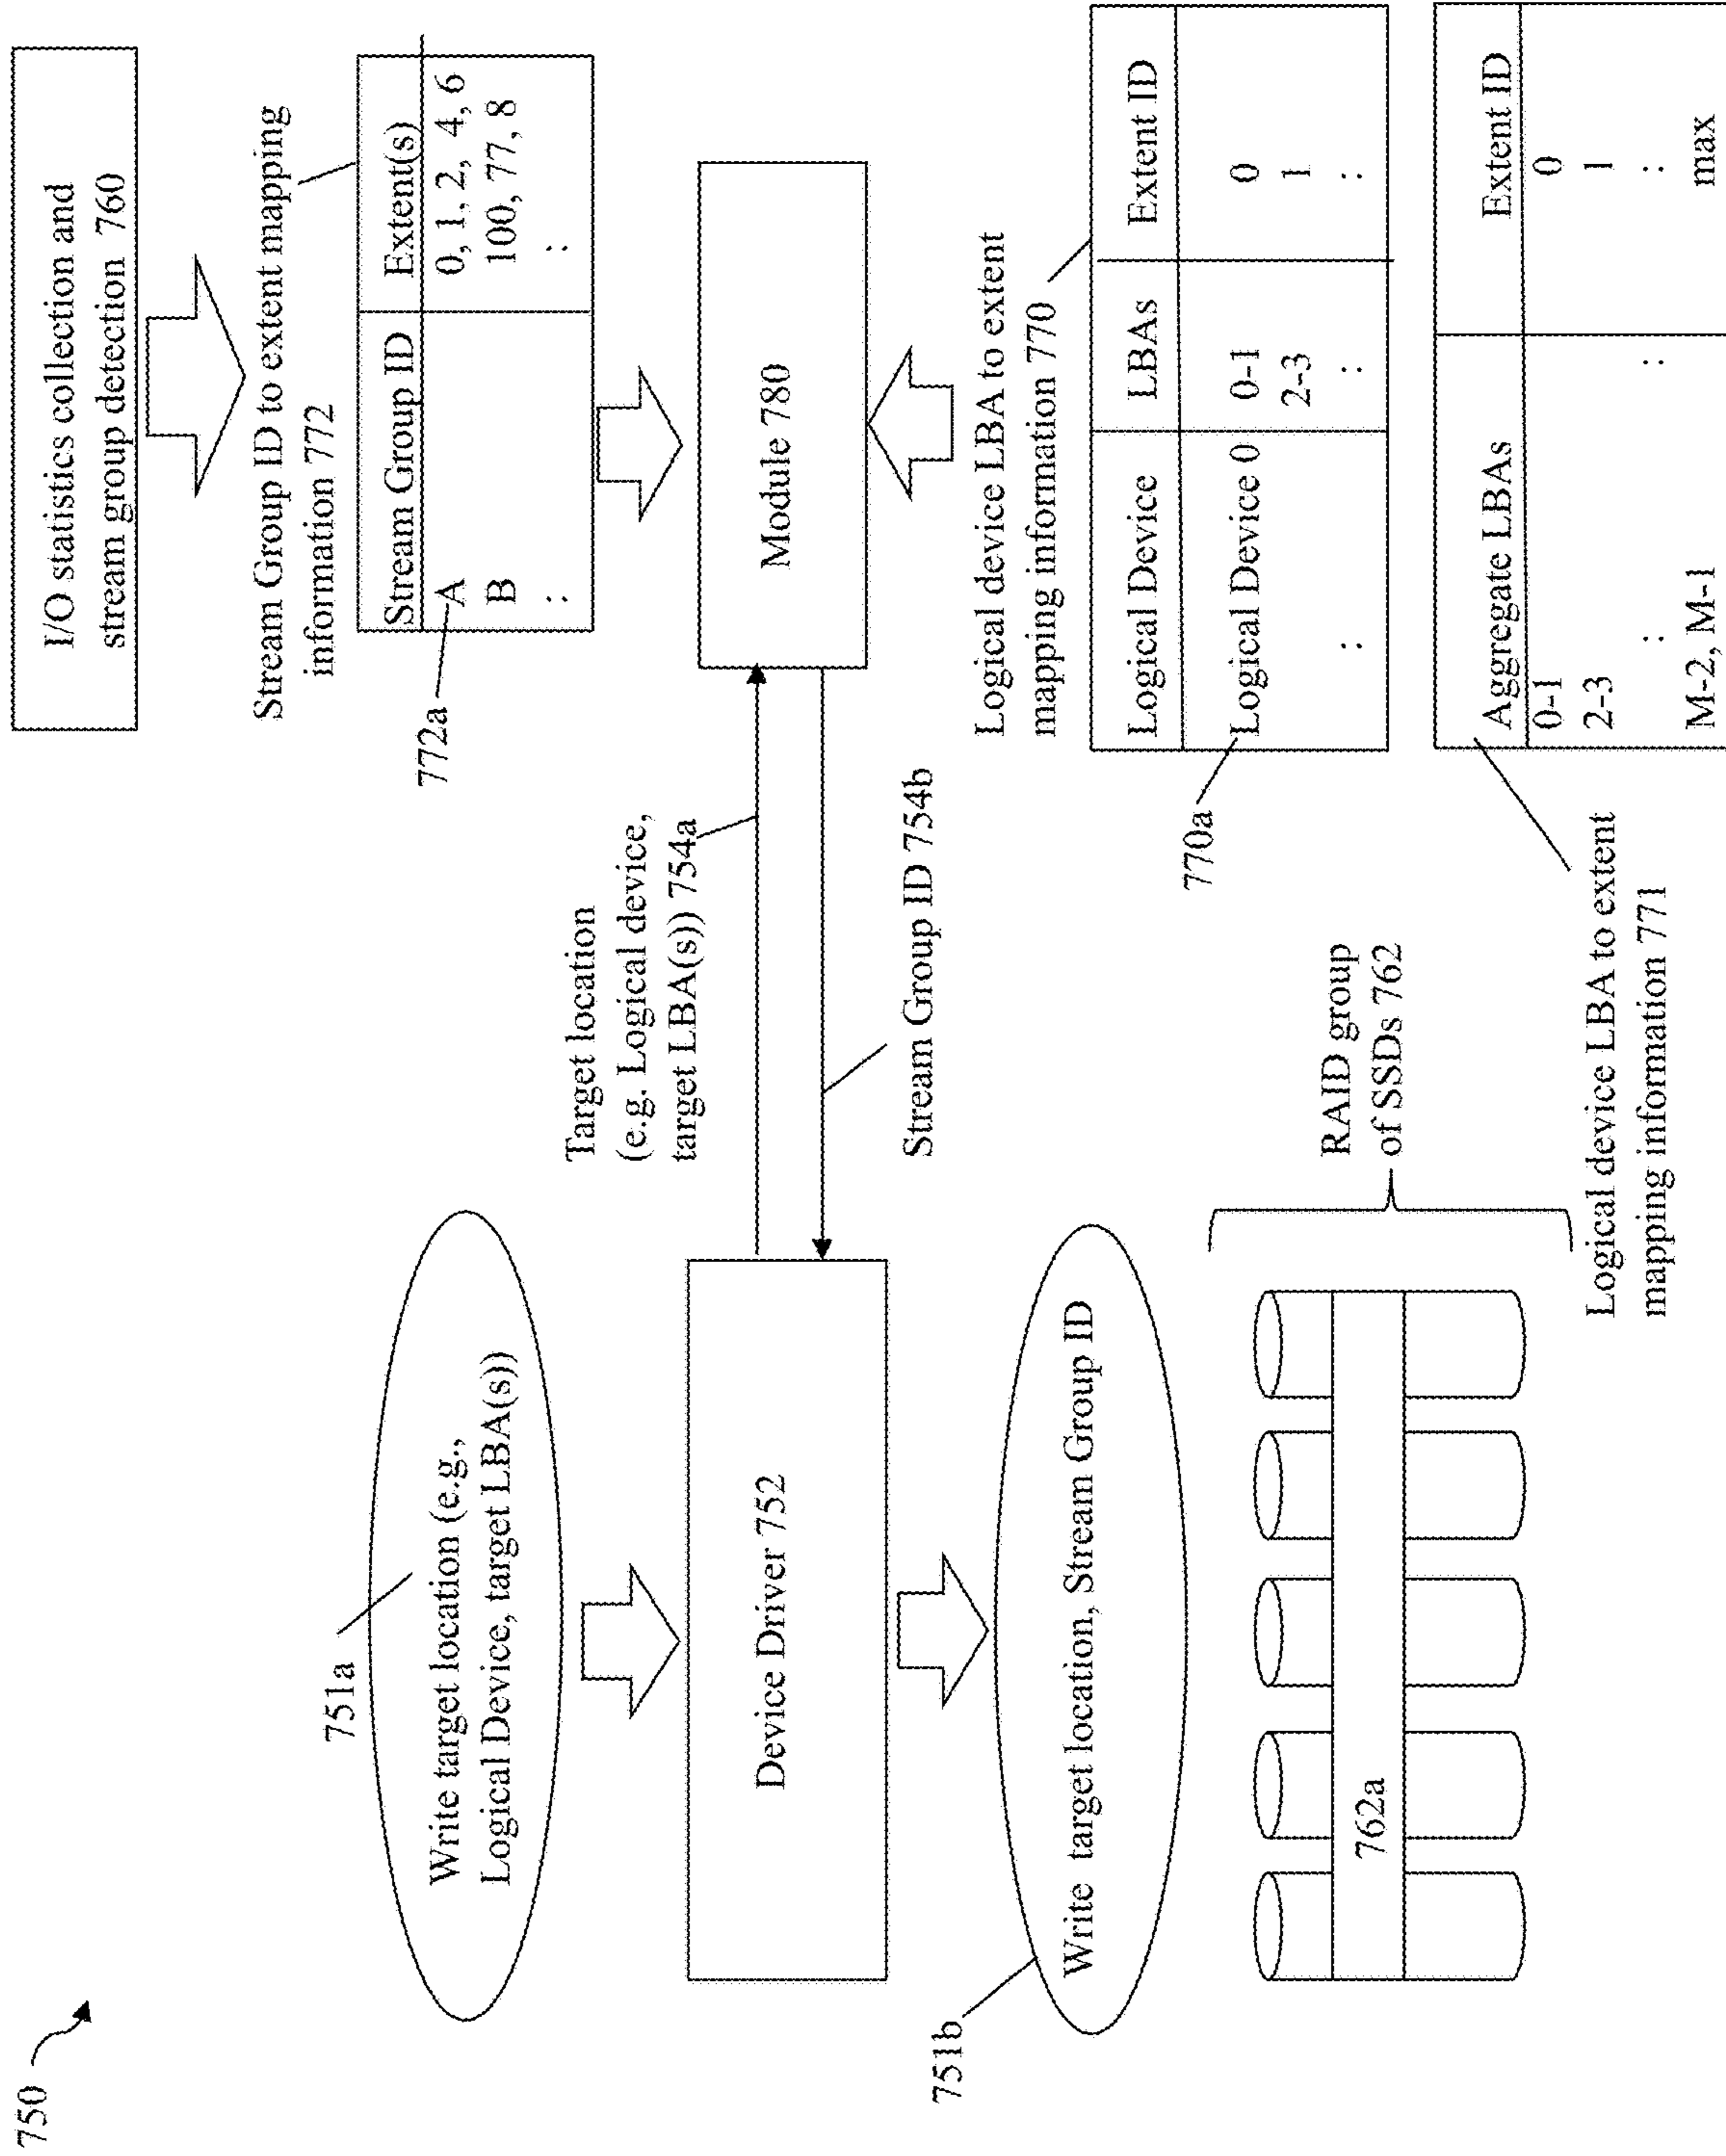 750
751a
Write target location (e.g.,
Logical Device, target LBA(s))
Device Driver 752
751b
Write target location, Stream Group ID
762a
RAID group
of SSDs 762
Target location
(e.g. Logical device,
target LBA(s)) 754a
Stream Group ID 754b
I/O statistics collection and
stream group detection 760
Stream Group ID to extent mapping
information 772
772a
Stream Group ID Extent(s)
A 0, 1, 2, 4, 6
B 100, 77, 8
: :
Module 780
Logical device LBA to extent
mapping information 770
770a
Logical Device LBAs Extent ID
Logical Device 0 0-1 0
2-3 1
: : :
Logical device LBA to extent
mapping information 771
Aggregate LBAs Extent ID
0-1 0
2-3 1
: : :
M-2, M-1 max